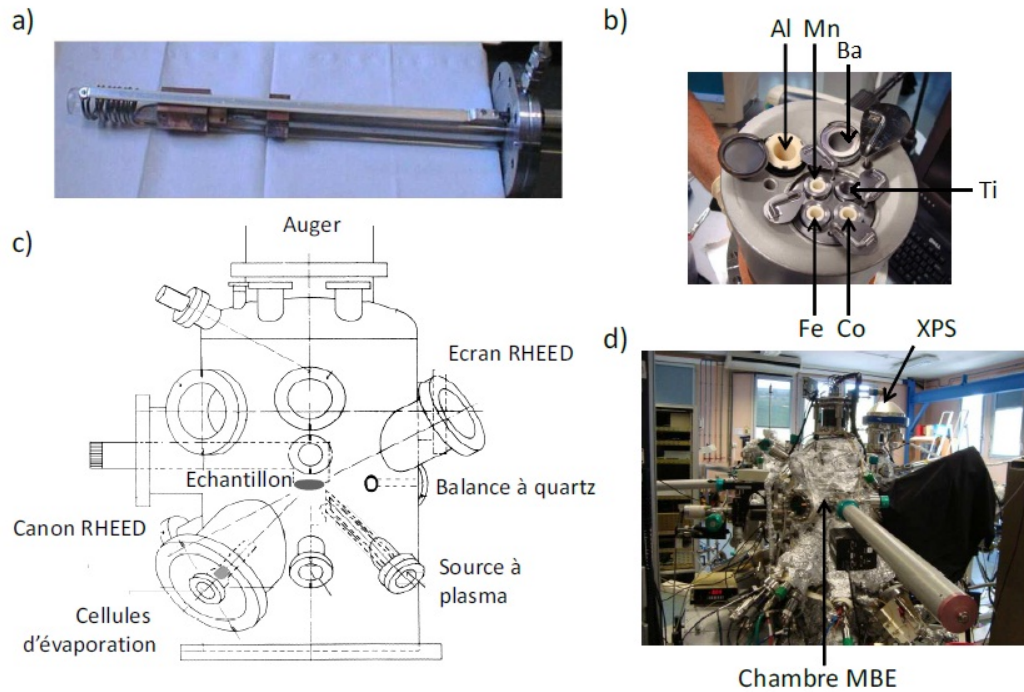 a)
b)
Al Mn
Ba
Ti
Fe Co
c)
Auger
Ecran RHEED
Echantillon
Balance à quartz
Canon RHEED
Source à
plasma
Cellules
d'évaporation
d)
XPS
Chambre MBE